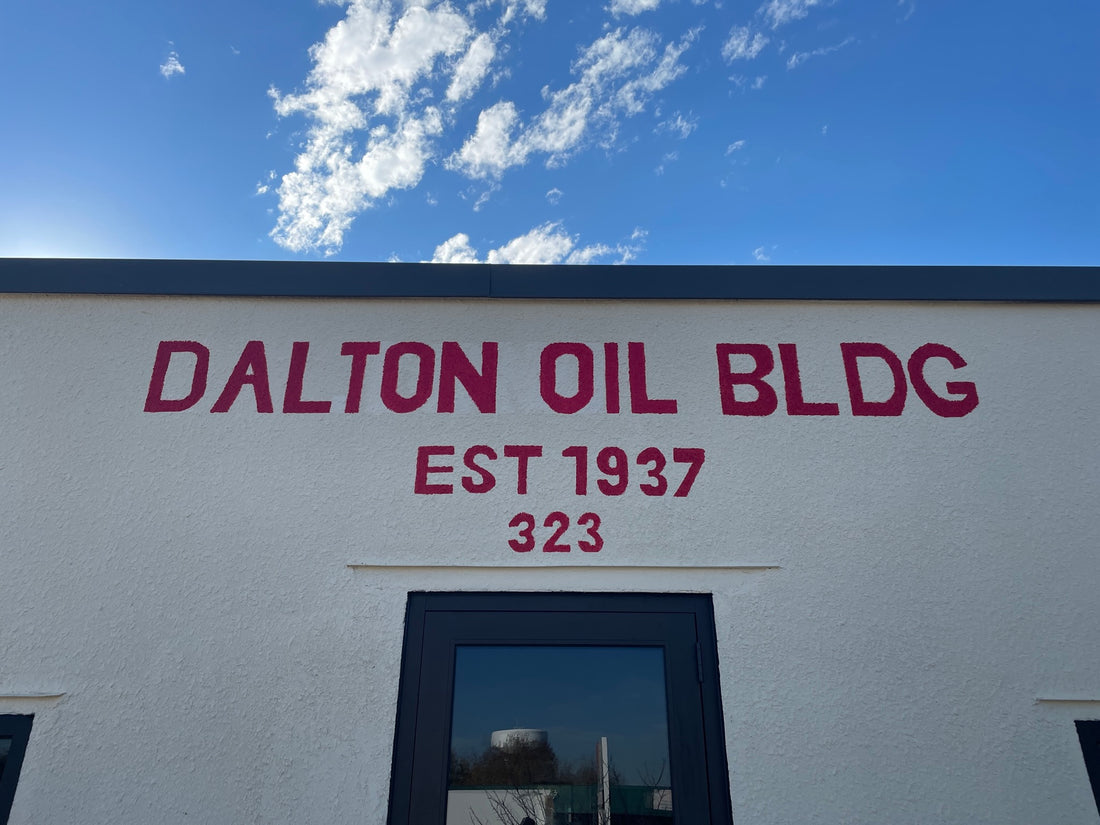 DALTON OIL BLDG
EST 1937
323